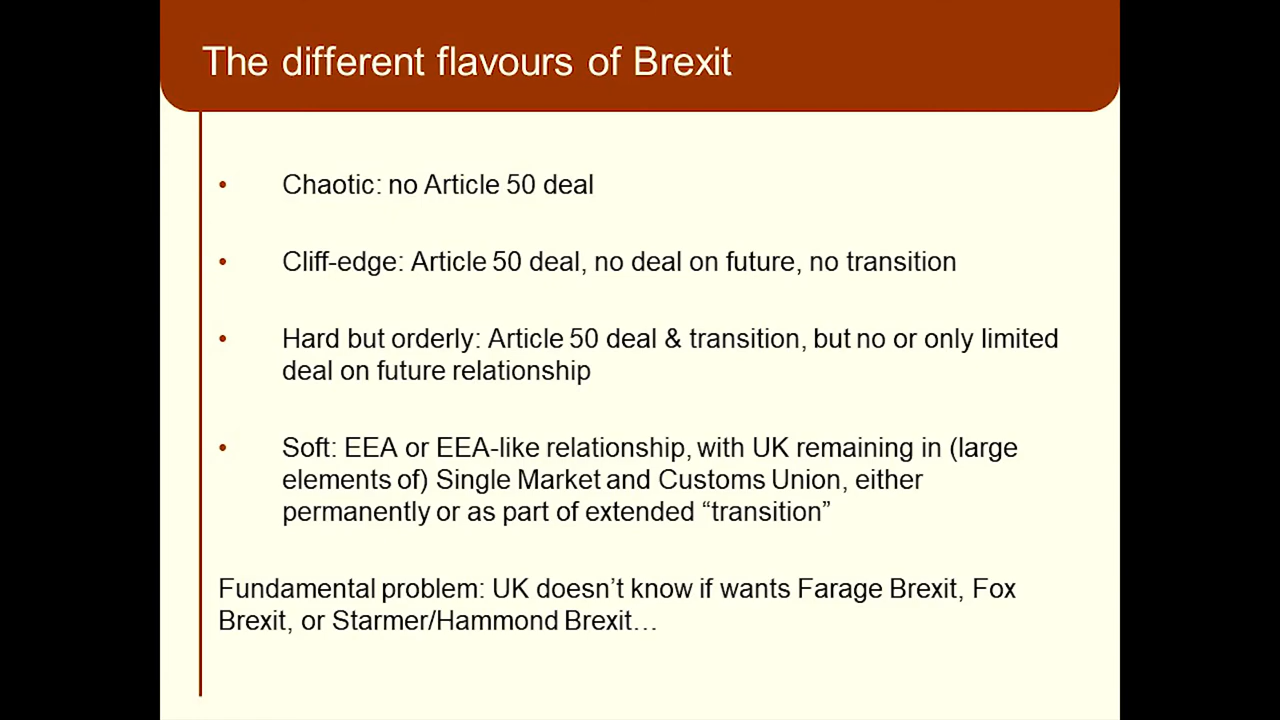 The different flavours of Brexit
• Chaotic: no Article 50 deal
• Cliff-edge: Article 50 deal, no deal on future, no transition
• Hard but orderly: Article 50 deal & transition, but no or only limited
deal on future relationship
• Soft: EEA or EEA-like relationship, with UK remaining in (large
elements of) Single Market and Customs Union, either
permanently or as part of extended “transition”
Fundamental problem: UK doesn’t know if wants Farage Brexit, Fox
Brexit, or Starmer/Hammond Brexit…